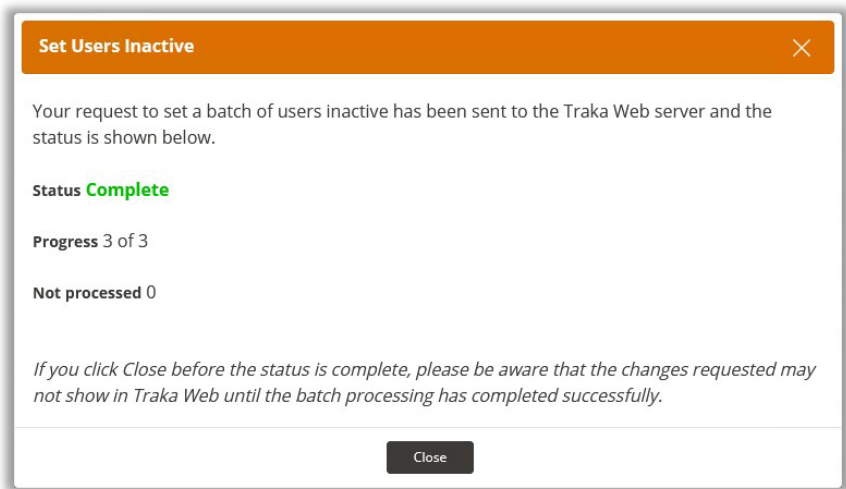 Set Users Inactive
Your request to set a batch of users inactive has been sent to the Traka Web server and the
status is shown below.
Status Complete
Progress 3 of 3
Not processed 0
If you click Close before the status is complete, please be aware that the changes requested may
not show in Traka Web until the batch processing has completed successfully.
Close